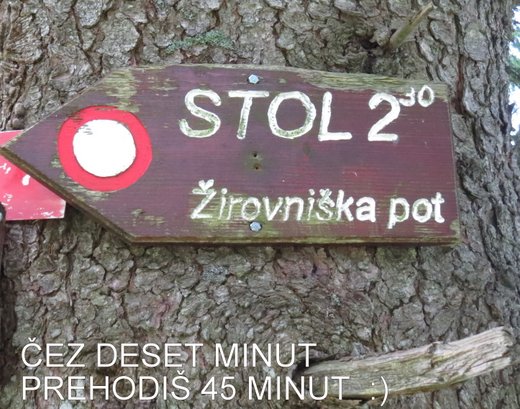 STOL 2³⁰
Žirovniška pot
ČEZ DESET MINUT
PREHODIŠ 45 MINUT :)